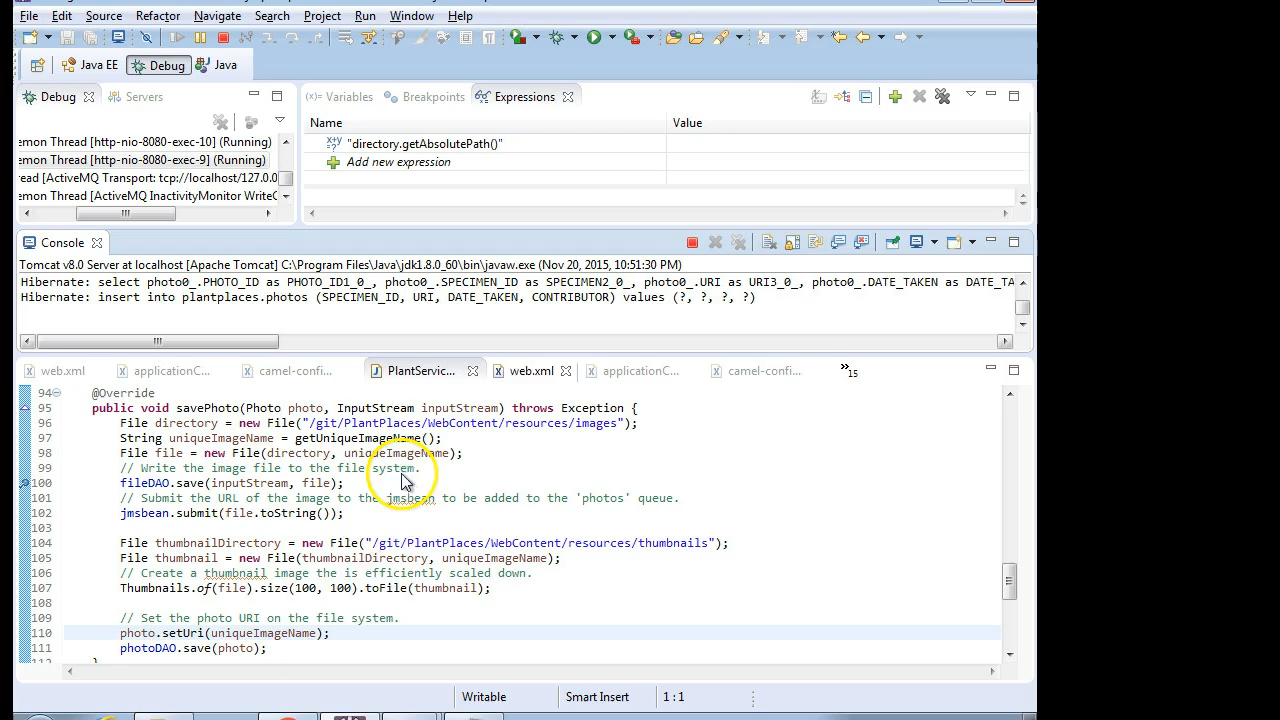 File Edit Source Refactor Navigate Search Project Run Window Help
Java EE Debug Java
Debug Servers
(x)= Variables Breakpoints Expressions
Name Value
emon Thread [http-nio-8080-exec-10] (Running)
"directory.getAbsolutePath()"
emon Thread [http-nio-8080-exec-9] (Running)
Add new expression
read [ActiveMQ Transport: tcp://localhost/127.0.0
emon Thread [ActiveMQ InactivityMonitor WriteC
Console
Tomcat v8.0 Server at localhost [Apache Tomcat] C:\Program Files\Java\jdk1.8.0_60\bin\javaw.exe (Nov 20, 2015, 10:51:30 PM)
Hibernate: select photo0_.PHOTO_ID as PHOTO_ID1_0_, photo0_.SPECIMEN_ID as SPECIMEN2_0_, photo0_.URI as URI3_0_, photo0_.DATE_TAKEN as DATE_TA
Hibernate: insert into plantplaces.photos (SPECIMEN_ID, URI, DATE_TAKEN, CONTRIBUTOR) values (?, ?, ?, ?)
web.xml applicationC... camel-confi... PlantServic... web.xml applicationC... camel-confi... »15
94 @Override
95 public void savePhoto(Photo photo, InputStream inputStream) throws Exception {
96 File directory = new File("/git/PlantPlaces/WebContent/resources/images");
97 String uniqueImageName = getUniqueImageName();
98 File file = new File(directory, uniqueImageName);
99 // Write the image file to the file system.
100 fileDAO.save(inputStream, file);
101 // Submit the URL of the image to the jmsbean to be added to the 'photos' queue.
102 jmsbean.submit(file.toString());
103
104 File thumbnailDirectory = new File("/git/PlantPlaces/WebContent/resources/thumbnails");
105 File thumbnail = new File(thumbnailDirectory, uniqueImageName);
106 // Create a thumbnail image the is efficiently scaled down.
107 Thumbnails.of(file).size(100, 100).toFile(thumbnail);
108
109 // Set the photo URI on the file system.
110 photo.setUri(uniqueImageName);
111 photoDAO.save(photo);
112 }
Writable Smart Insert 1 : 1